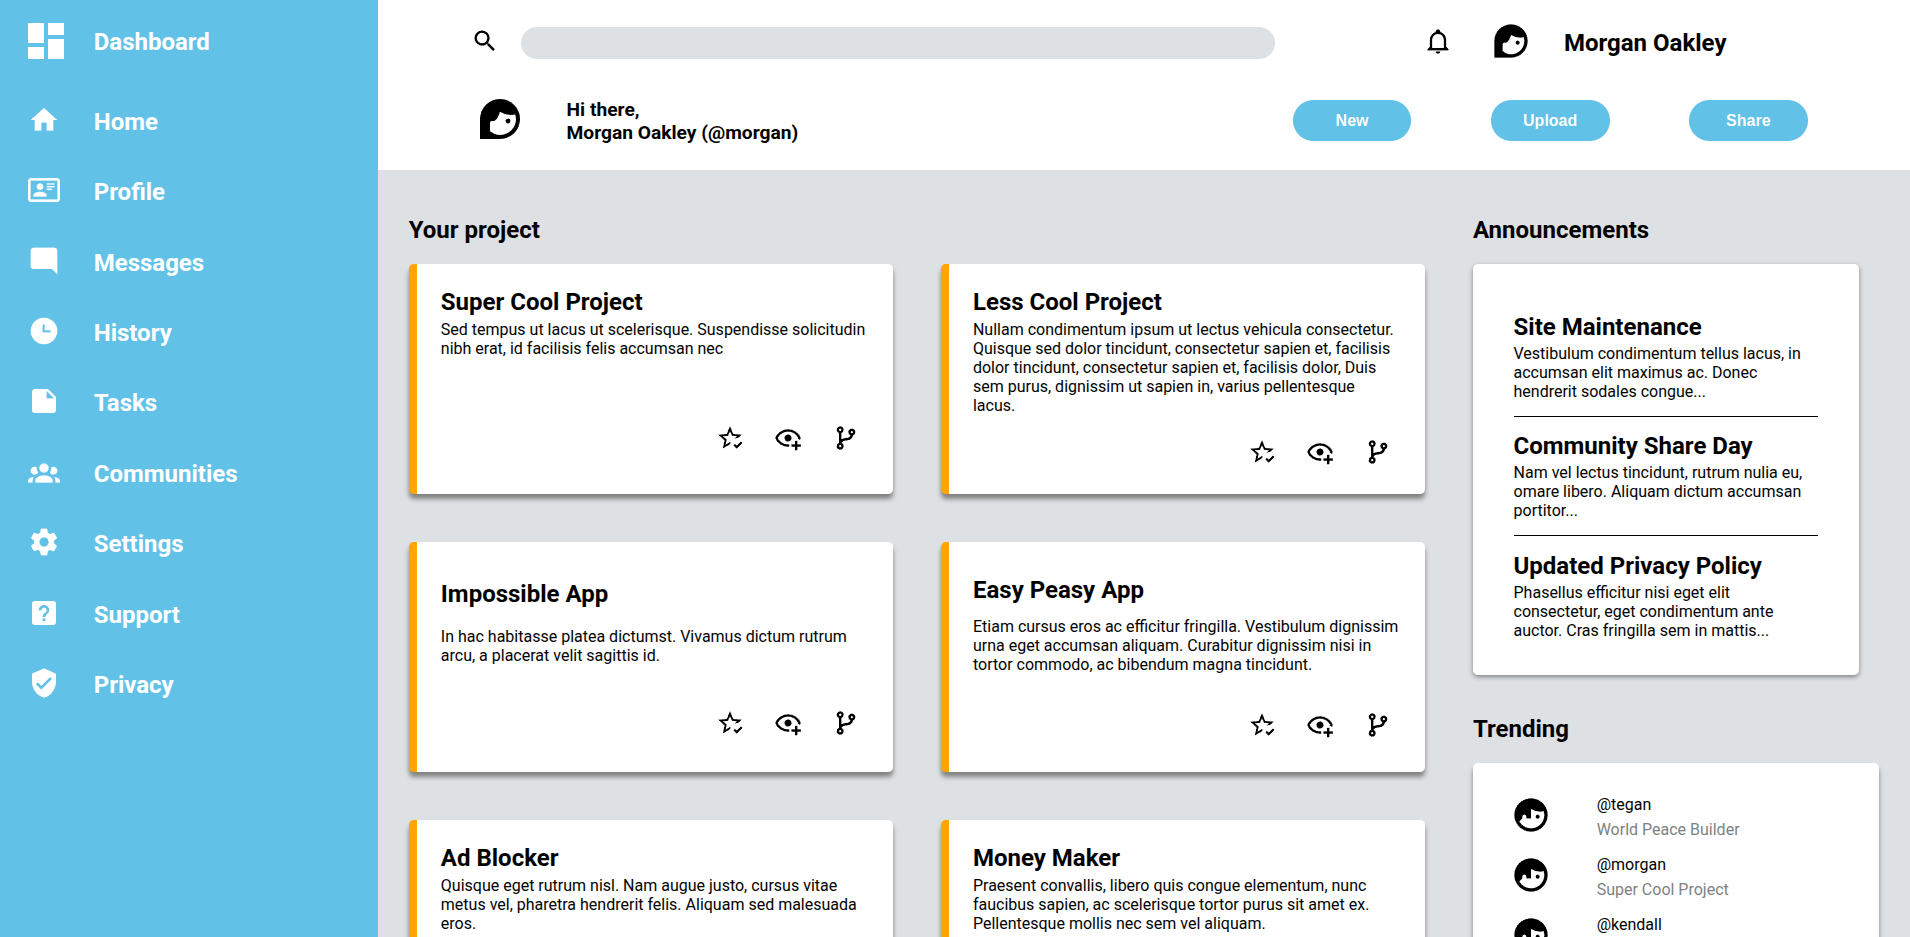 Dashboard
Home
Profile
Messages
History
Tasks
Communities
Settings
Support
Privacy
Morgan Oakley
Hi there,
Morgan Oakley (@morgan)
New
Upload
Share
Your project
Super Cool Project
Sed tempus ut lacus ut scelerisque. Suspendisse solicitudin
nibh erat, id facilisis felis accumsan nec
Less Cool Project
Nullam condimentum ipsum ut lectus vehicula consectetur.
Quisque sed dolor tincidunt, consectetur sapien et, facilisis
dolor tincidunt, consectetur sapien et, facilisis dolor, Duis
sem purus, dignissim ut sapien in, varius pellentesque
lacus.
Impossible App
In hac habitasse platea dictumst. Vivamus dictum rutrum
arcu, a placerat velit sagittis id.
Easy Peasy App
Etiam cursus eros ac efficitur fringilla. Vestibulum dignissim
urna eget accumsan aliquam. Curabitur dignissim nisi in
tortor commodo, ac bibendum magna tincidunt.
Ad Blocker
Quisque eget rutrum nisl. Nam augue justo, cursus vitae
metus vel, pharetra hendrerit felis. Aliquam sed malesuada
eros.
Money Maker
Praesent convallis, libero quis congue elementum, nunc
faucibus sapien, ac scelerisque tortor purus sit amet ex.
Pellentesque mollis nec sem vel aliquam.
Announcements
Site Maintenance
Vestibulum condimentum tellus lacus, in
accumsan elit maximus ac. Donec
hendrerit sodales congue...
Community Share Day
Nam vel lectus tincidunt, rutrum nulia eu,
omare libero. Aliquam dictum accumsan
portitor...
Updated Privacy Policy
Phasellus efficitur nisi eget elit
consectetur, eget condimentum ante
auctor. Cras fringilla sem in mattis...
Trending
@tegan
World Peace Builder
@morgan
Super Cool Project
@kendall